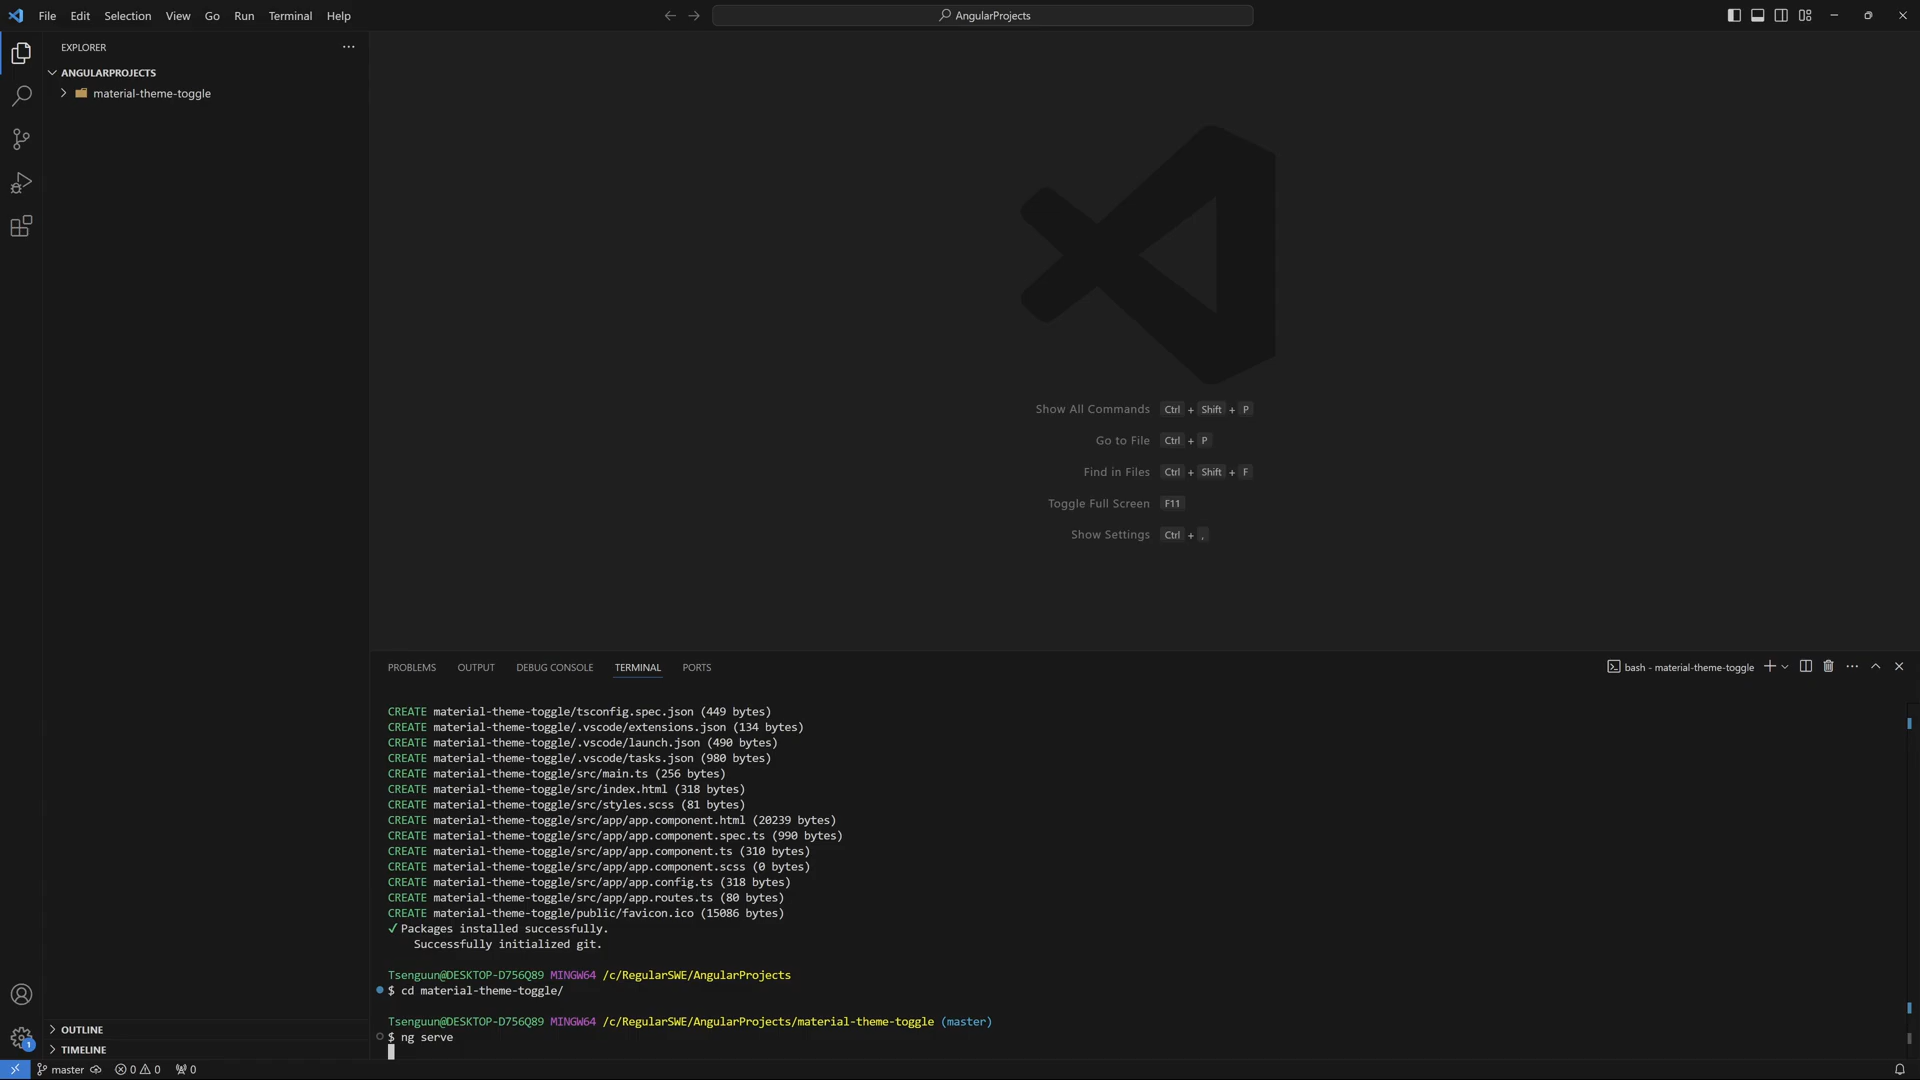 File Edit Selection View Go Run Terminal Help
AngularProjects
EXPLORER
ANGULARPROJECTS
material-theme-toggle
Show All Commands Ctrl + Shift + P
Go to File Ctrl + P
Find in Files Ctrl + Shift + F
Toggle Full Screen F11
Show Settings Ctrl + ,
PROBLEMS OUTPUT DEBUG CONSOLE TERMINAL PORTS
bash - material-theme-toggle
CREATE material-theme-toggle/tsconfig.spec.json (449 bytes)
CREATE material-theme-toggle/.vscode/extensions.json (134 bytes)
CREATE material-theme-toggle/.vscode/launch.json (490 bytes)
CREATE material-theme-toggle/.vscode/tasks.json (980 bytes)
CREATE material-theme-toggle/src/main.ts (256 bytes)
CREATE material-theme-toggle/src/index.html (318 bytes)
CREATE material-theme-toggle/src/styles.scss (81 bytes)
CREATE material-theme-toggle/src/app/app.component.html (20239 bytes)
CREATE material-theme-toggle/src/app/app.component.spec.ts (990 bytes)
CREATE material-theme-toggle/src/app/app.component.ts (310 bytes)
CREATE material-theme-toggle/src/app/app.component.scss (0 bytes)
CREATE material-theme-toggle/src/app/app.config.ts (318 bytes)
CREATE material-theme-toggle/src/app/app.routes.ts (80 bytes)
CREATE material-theme-toggle/public/favicon.ico (15086 bytes)
✓ Packages installed successfully.
Successfully initialized git.
Tsenguun@DESKTOP-D756Q89 MINGW64 /c/RegularSWE/AngularProjects
$ cd material-theme-toggle/
Tsenguun@DESKTOP-D756Q89 MINGW64 /c/RegularSWE/AngularProjects/material-theme-toggle (master)
$ ng serve
OUTLINE
TIMELINE
1
master 0 0 0